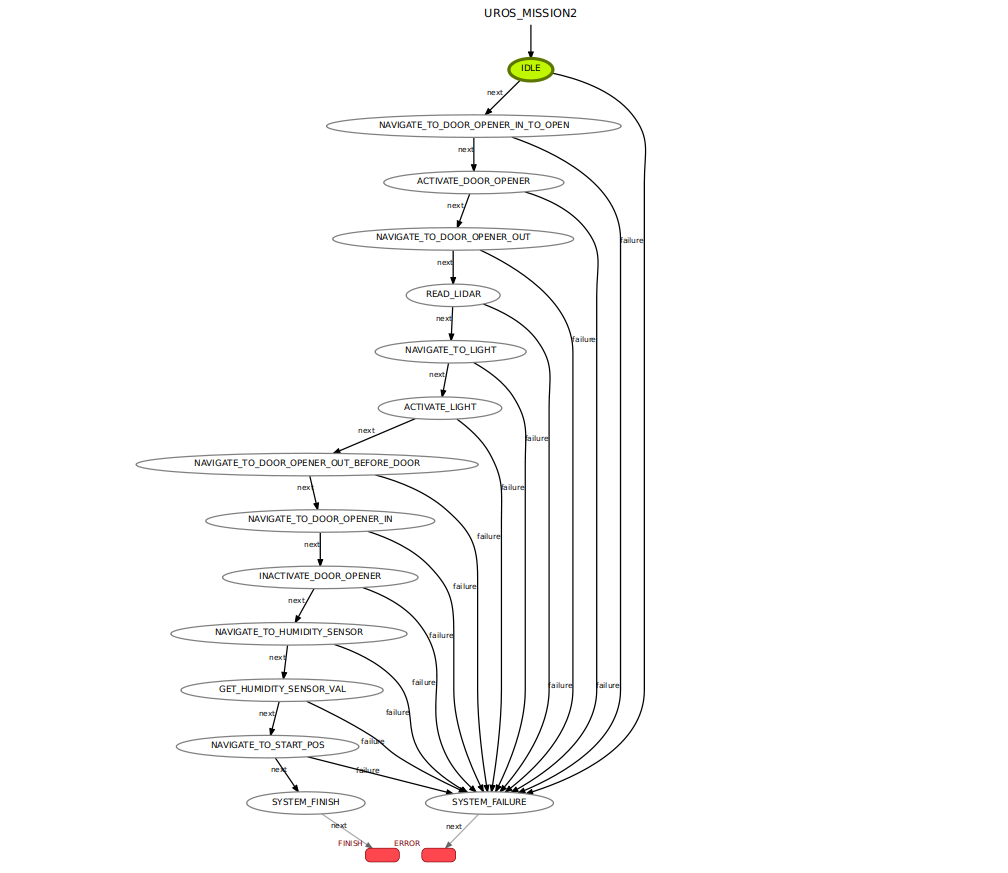 UROS_MISSION2
IDLE
next
NAVIGATE_TO_DOOR_OPENER_IN_TO_OPEN
next
ACTIVATE_DOOR_OPENER
next
NAVIGATE_TO_DOOR_OPENER_OUT
failure
next
READ_LIDAR
next
failure
NAVIGATE_TO_LIGHT
next
ACTIVATE_LIGHT
next
failure
NAVIGATE_TO_DOOR_OPENER_OUT_BEFORE_DOOR
next
failure
NAVIGATE_TO_DOOR_OPENER_IN
failure
next
INACTIVATE_DOOR_OPENER
failure
next
NAVIGATE_TO_HUMIDITY_SENSOR
failure
next
failure
failure
failure
GET_HUMIDITY_SENSOR_VAL
next
failure
NAVIGATE_TO_START_POS
failure
next
failure
SYSTEM_FINISH
SYSTEM_FAILURE
next
next
FINISH
ERROR